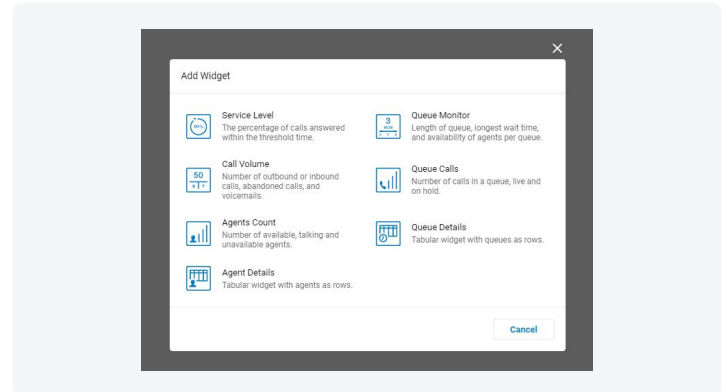 Add Widget
Service Level
The percentage of calls answered
within the threshold time.
Queue Monitor
Length of queue, longest wait time,
and availability of agents per queue.
Call Volume
Number of outbound or inbound
calls, abandoned calls, and
voicemails.
Queue Calls
Number of calls in a queue, live and
on hold.
Agents Count
Number of available, talking and
unavailable agents.
Queue Details
Tabular widget with queues as rows.
Agent Details
Tabular widget with agents as rows.
50
3
Cancel